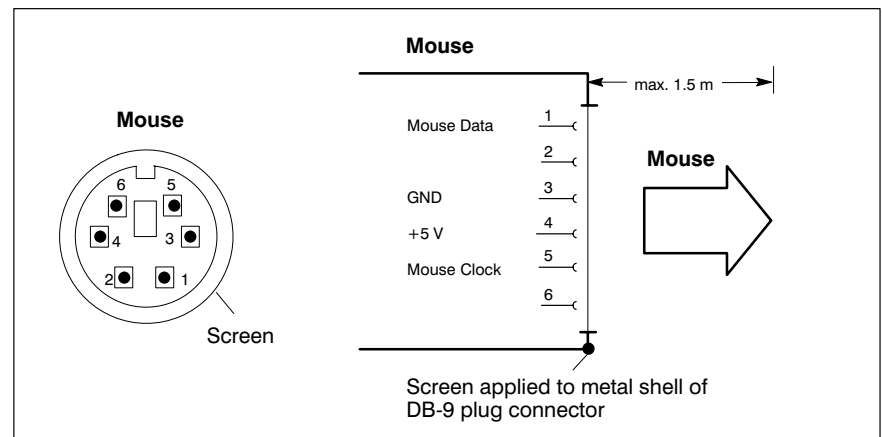 Mouse
6 5
4 3
2 1
Screen
Mouse
max. 1.5 m
Mouse Data 1
2
GND 3
+5 V 4
Mouse Clock 5
6
Mouse
Screen applied to metal shell of
DB-9 plug connector